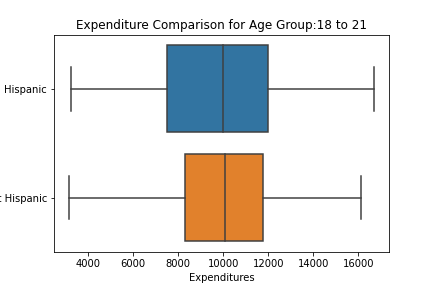 Expenditure Comparison for Age Group:18 to 21
Hispanic
Hispanic
4000 6000 8000 10000 12000 14000 16000
Expenditures